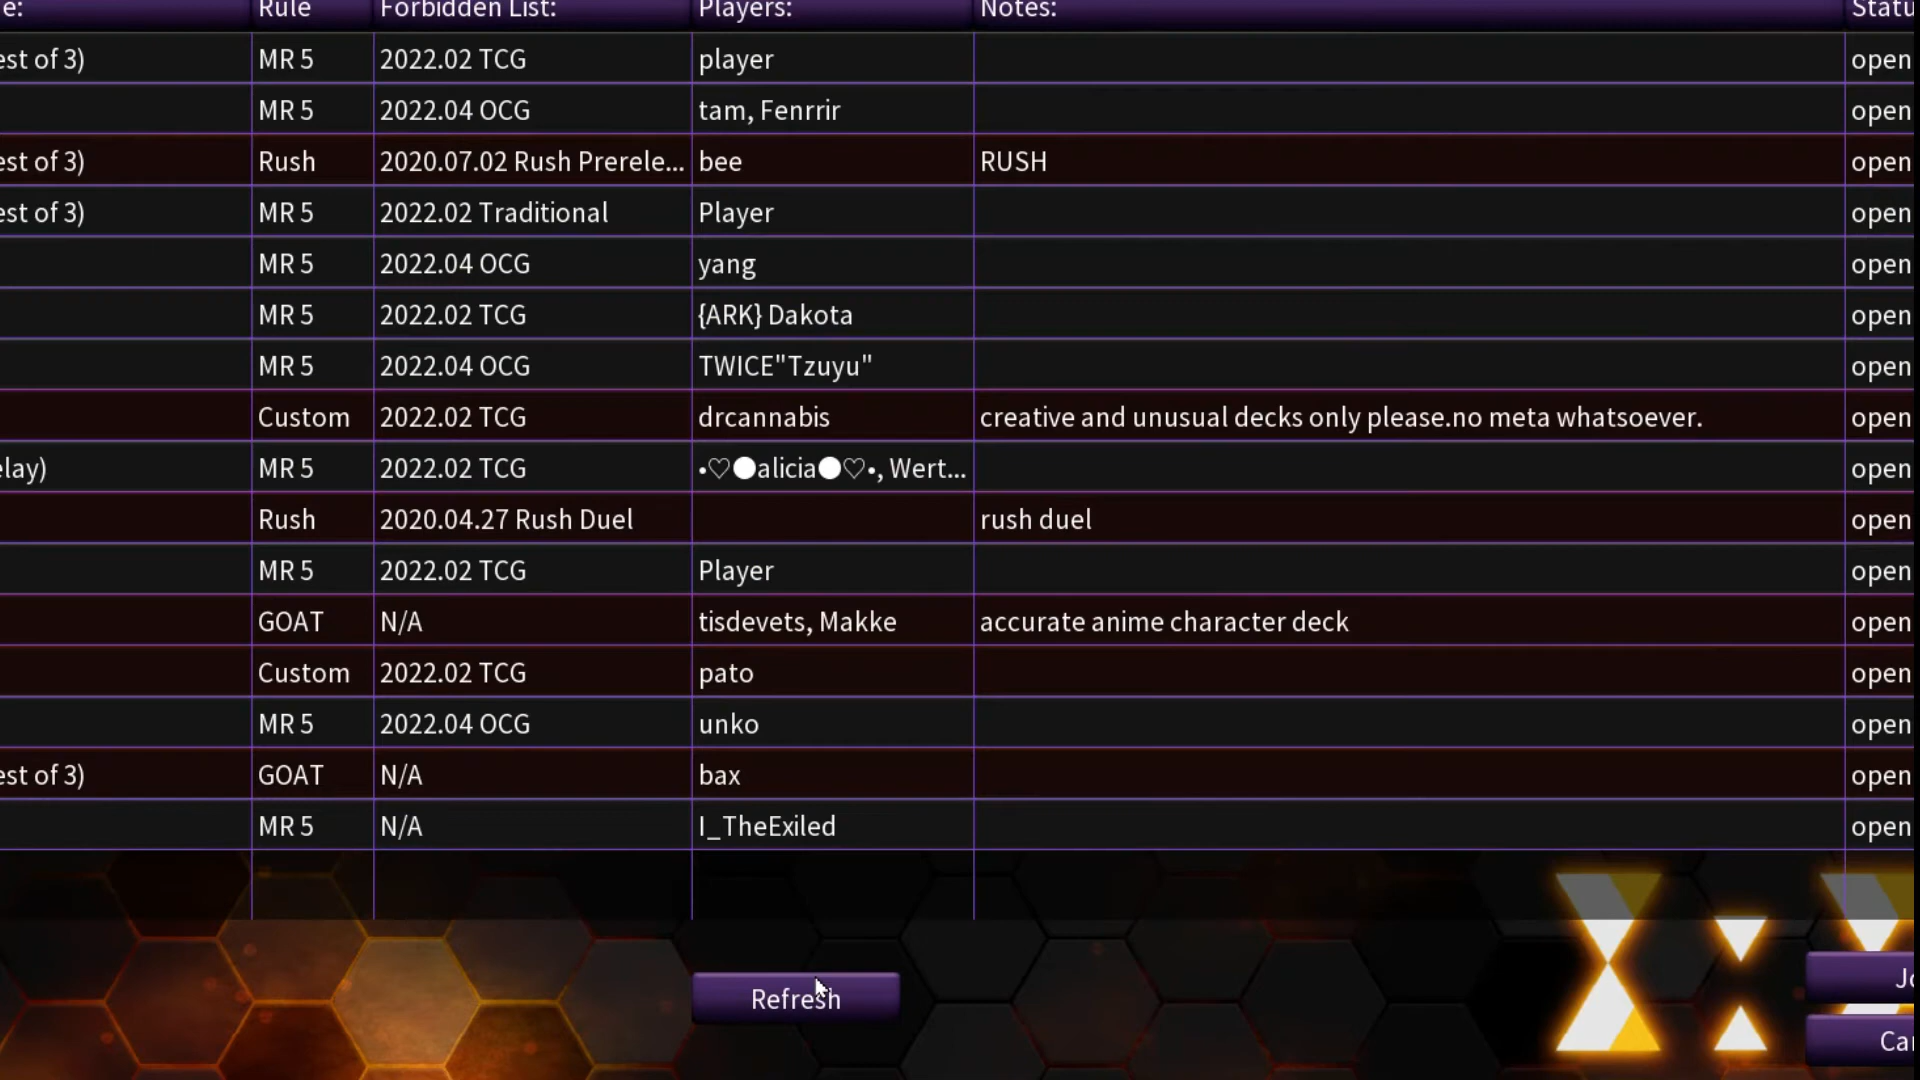 e: Rule Forbidden List: Players: Notes: Statu
est of 3) MR 5 2022.02 TCG player open
MR 5 2022.04 OCG tam, Fenrrir open
est of 3) Rush 2020.07.02 Rush Prerele... bee RUSH open
est of 3) MR 5 2022.02 Traditional Player open
MR 5 2022.04 OCG yang open
MR 5 2022.02 TCG {ARK} Dakota open
MR 5 2022.04 OCG TWICE"Tzuyu" open
Custom 2022.02 TCG drcannabis creative and unusual decks only please.no meta whatsoever. open
elay) MR 5 2022.02 TCG •♡●alicia●♡•, Wert... open
Rush 2020.04.27 Rush Duel rush duel open
MR 5 2022.02 TCG Player open
GOAT N/A tisdevets, Makke accurate anime character deck open
Custom 2022.02 TCG pato open
MR 5 2022.04 OCG unko open
est of 3) GOAT N/A bax open
MR 5 N/A I_TheExiled open
Refresh
Jo
Can